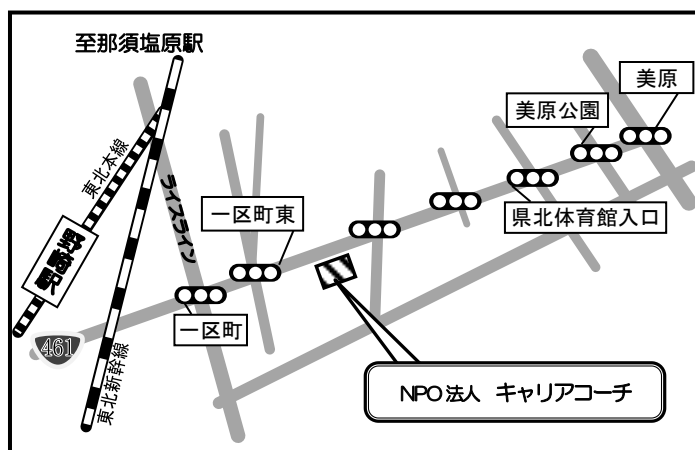 至那須塩原駅
美原
美原公園
東北本線
ライスライン
一区町東
県北体育館入口
野崎駅
一区町
461
東北新幹線
NPO法人 キャリアコーチ